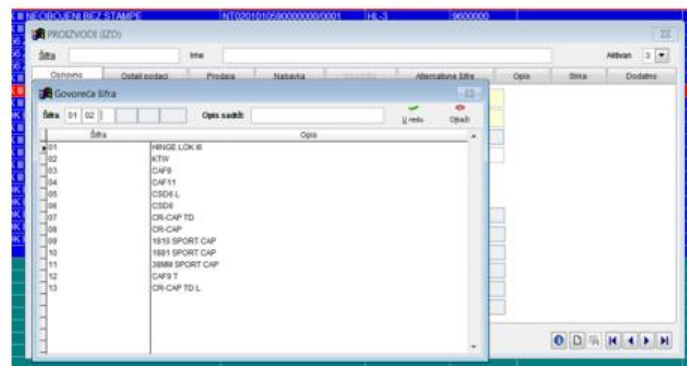 NEOBOJENI BEZ STAMPE NT0201010590000000/0001 HL-3 9600000
PROIZVODI (IZD)
Šifra Ime Aktivan 3
Osnovno Ostali podaci Prodaja Nabavka Alternativne šifre Opis Slika Dodatno
Govoreća šifra
Šifra 01 02 Opis sadrži: U redu Otkaži
Šifra Opis
01 HINGE LOK III
02 KTW
03 CAF9
04 CAF11
05 CSD6 L
06 CSD6
07 CR-CAP TD
08 CR-CAP
09 1810 SPORT CAP
10 1881 SPORT CAP
11 38MM SPORT CAP
12 CAF9 T
13 CR-CAP TD L